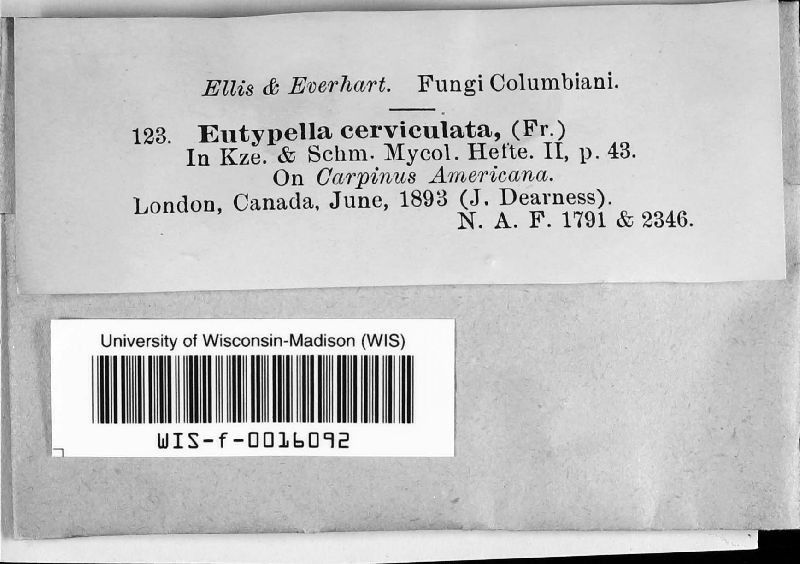 Ellis & Everhart. Fungi Columbiani.
123. Eutypella cerviculata, (Fr.)
In Kze. & Schm. Mycol. Hefte. II, p. 43.
On Carpinus Americana.
London, Canada, June, 1893 (J. Dearness).
N. A. F. 1791 & 2346.
University of Wisconsin-Madison (WIS)
WIS-f-0016092